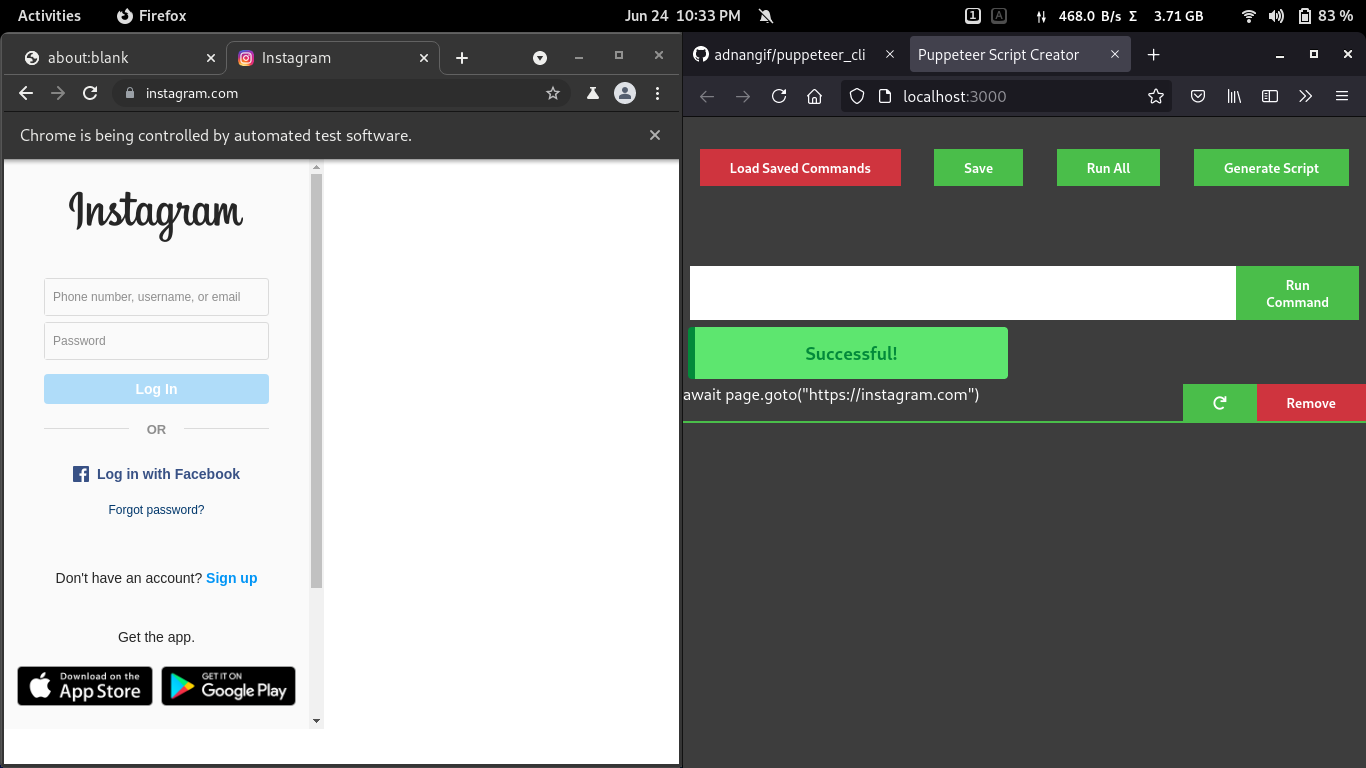 Activities Firefox Jun 24 10:33 PM 1 A 468.0 B/s Σ 3.71 GB 83 %
about:blank Instagram
instagram.com
Chrome is being controlled by automated test software.
Instagram
Phone number, username, or email
Password
Log In
OR
Log in with Facebook
Forgot password?
Don't have an account? Sign up
Get the app.
Download on the
App Store
GET IT ON
Google Play
adnangif/puppeteer_cli Puppeteer Script Creator
localhost:3000
Load Saved Commands Save Run All Generate Script
Run
Command
Successful!
await page.goto("https://instagram.com") Remove